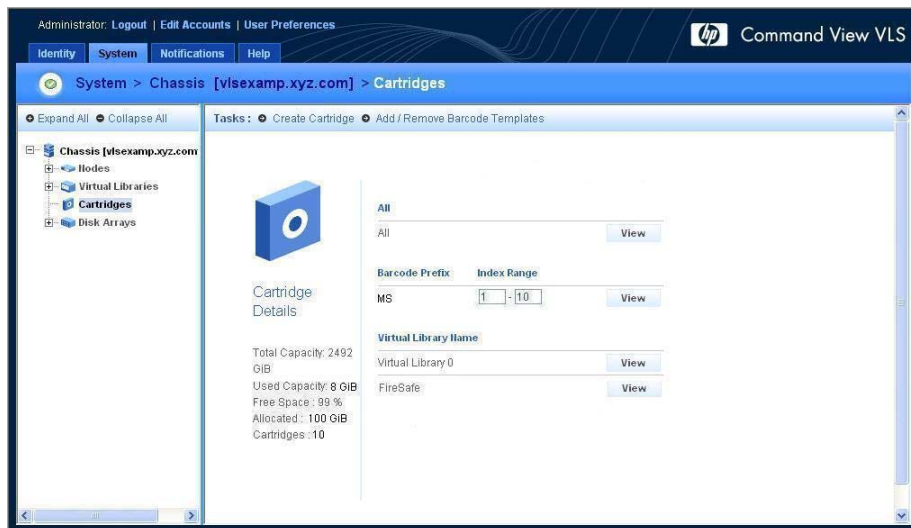 Administrator: Logout | Edit Accounts | User Preferences
hp Command View VLS
Identity System Notifications Help
System > Chassis [vlsexamp.xyz.com] > Cartridges
Expand All Collapse All
Tasks : Create Cartridge Add / Remove Barcode Templates
Chassis [vlsexamp.xyz.com
Nodes
Virtual Libraries
Cartridges
Disk Arrays
Cartridge
Details
Total Capacity: 2492
GiB
Used Capacity: 8 GiB
Free Space : 99 %
Allocated : 100 GiB
Cartridges : 10
All
All View
Barcode Prefix Index Range
MS 1 - 10 View
Virtual Library Name
Virtual Library 0 View
FireSafe View